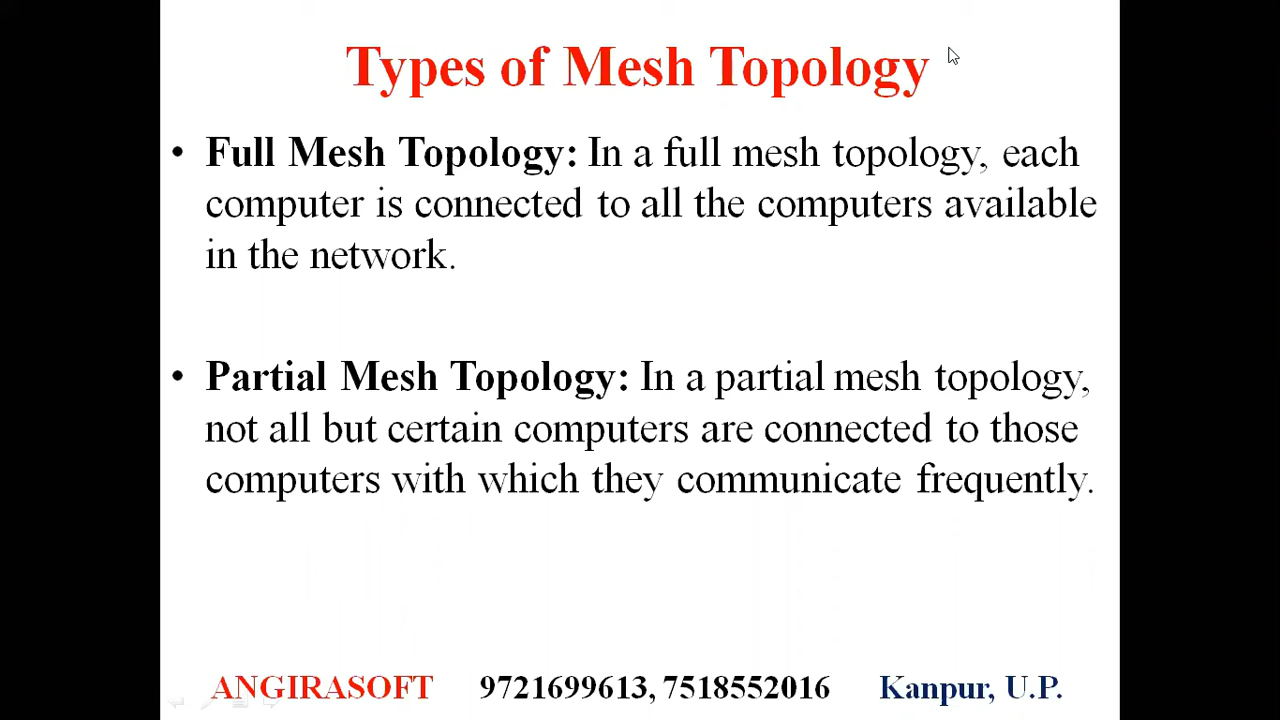 Types of Mesh Topology
• Full Mesh Topology: In a full mesh topology, each
computer is connected to all the computers available
in the network.
• Partial Mesh Topology: In a partial mesh topology,
not all but certain computers are connected to those
computers with which they communicate frequently.
ANGIRASOFT 9721699613, 7518552016 Kanpur, U.P.